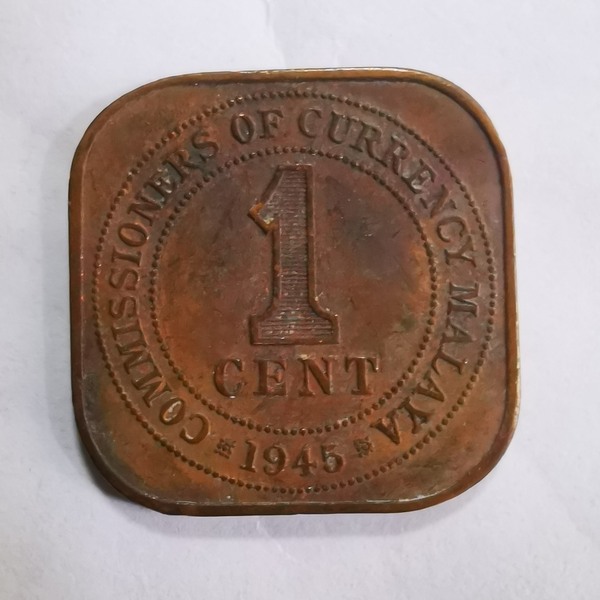 COMMISSIONERS OF CURRENCY MALAYA
1
CENT
1945